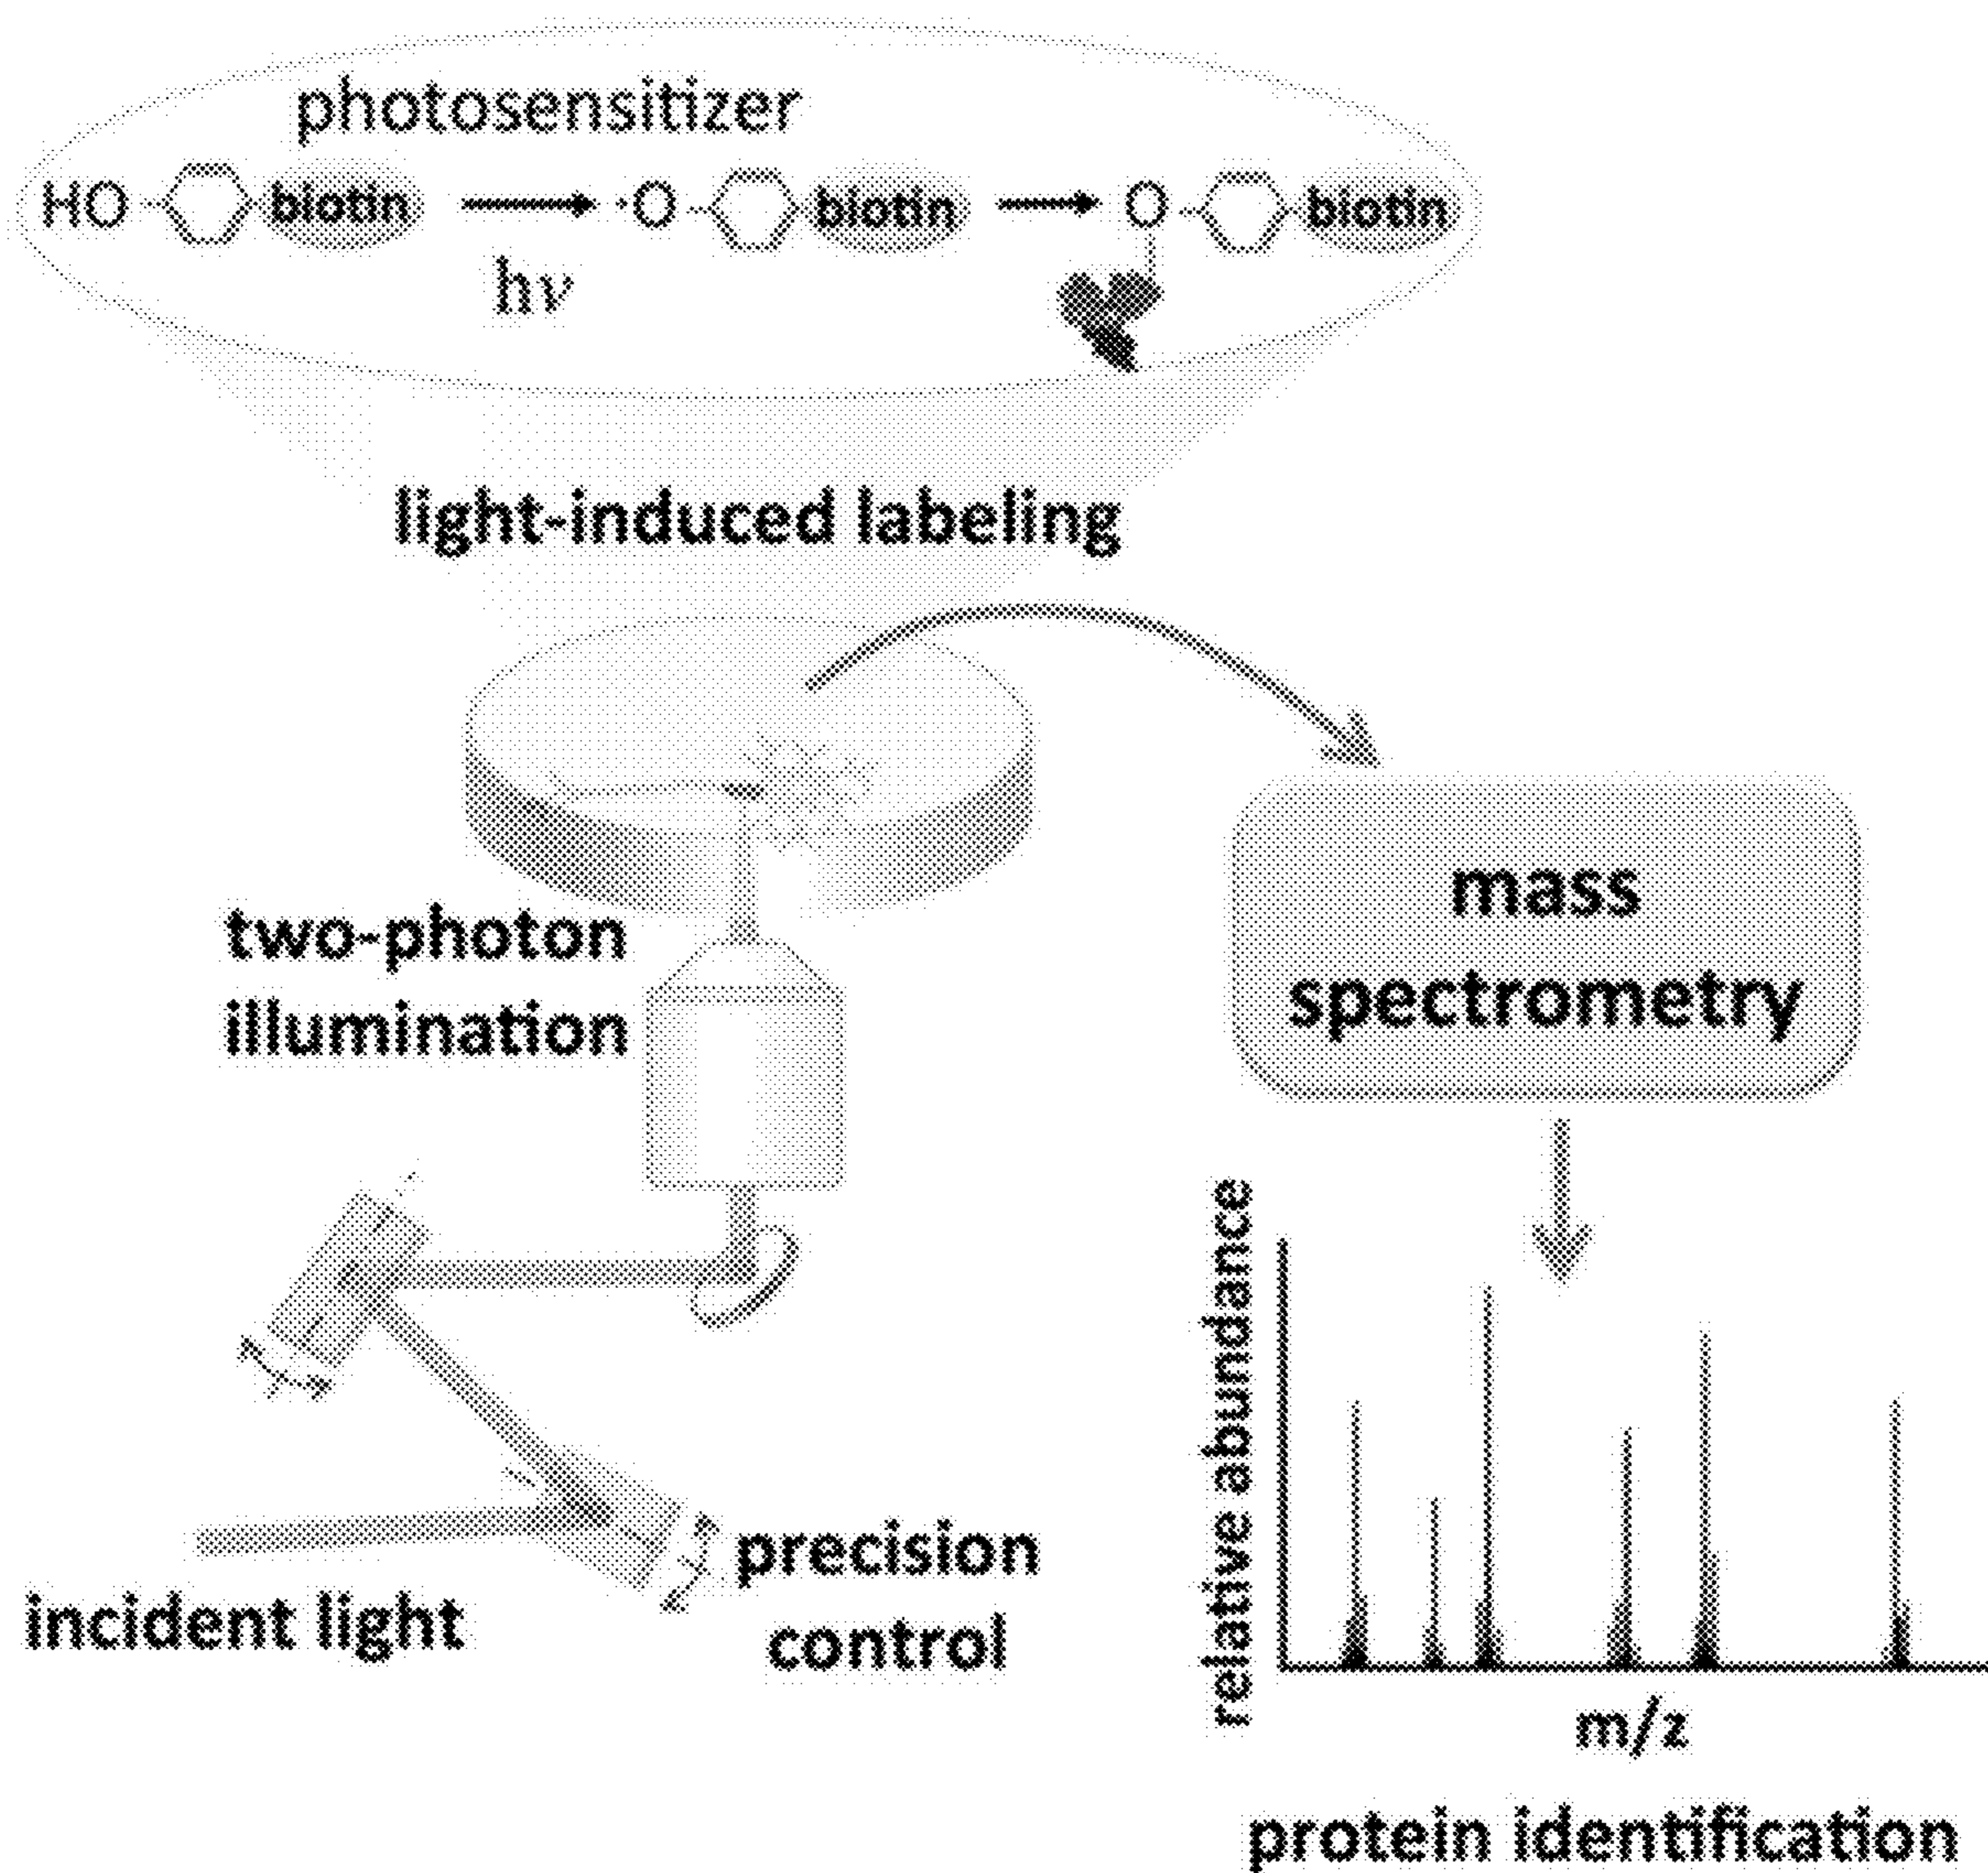 photosensitizer
HO biotin ·O biotin O biotin
hν
light-induced labeling
two-photon
illumination
mass
spectrometry
incident light
precision
control
relative abundance
m/z
protein identification